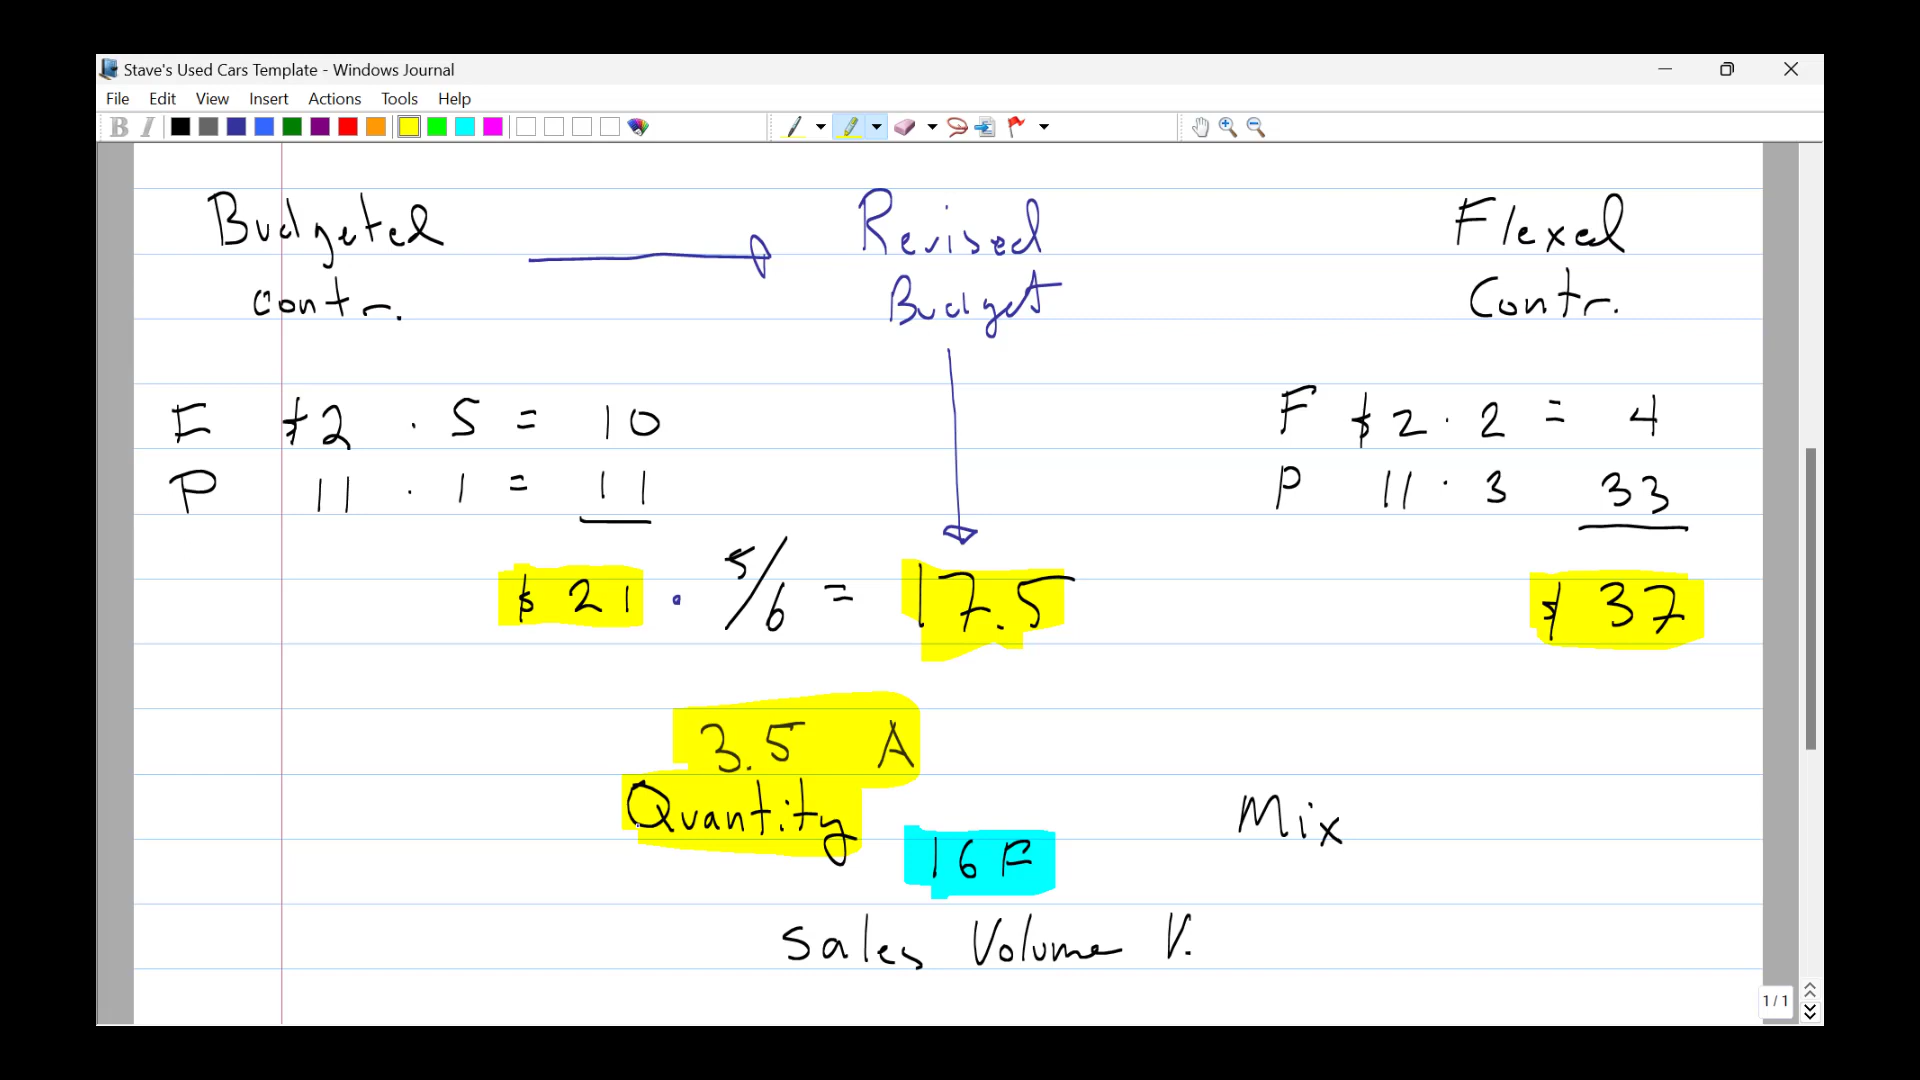 Stave's Used Cars Template - Windows Journal
File Edit View Insert Actions Tools Help
B I
Budgeted contr.
Revised Budget
Flexed Contr.
F $2 · 5 = 10
P 11 · 1 = 11
F $2 · 2 = 4
P 11 · 3 33
$21 · 5/6 = 17.5
$37
3.5 A
Quantity
Mix
16 F
Sales Volume V.
1 / 1